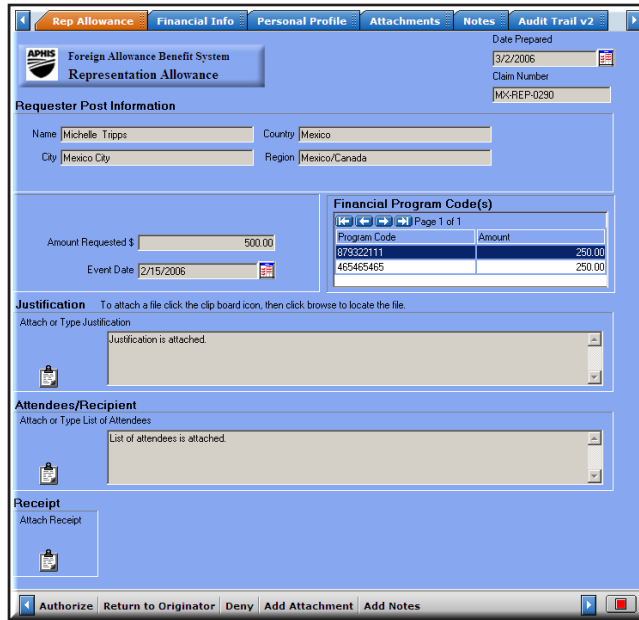 Rep Allowance Financial Info Personal Profile Attachments Notes Audit Trail v2
Date Prepared
APHIS Foreign Allowance Benefit System
Representation Allowance
3/2/2006
Claim Number
MX-REP-0290
Requester Post Information
Name Michelle Tripps Country Mexico
City Mexico City Region Mexico/Canada
Financial Program Code(s)
Page 1 of 1
Program Code Amount
879322111 250.00
465465465 250.00
Amount Requested $ 500.00
Event Date 2/15/2006
Justification To attach a file click the clip board icon, then click browse to locate the file.
Attach or Type Justification
Justification is attached.
Attendees/Recipient
Attach or Type List of Attendees
List of attendees is attached.
Receipt
Attach Receipt
Authorize Return to Originator Deny Add Attachment Add Notes